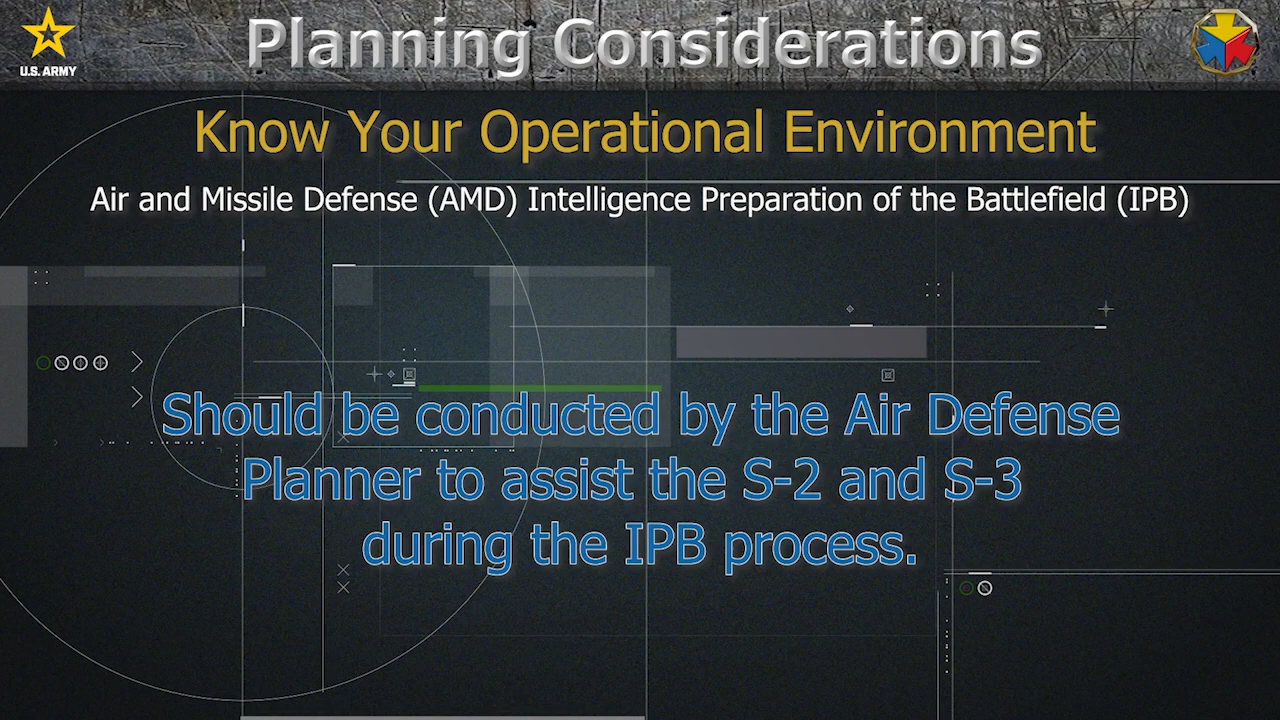 Planning Considerations
U.S. ARMY
Know Your Operational Environment
Air and Missile Defense (AMD) Intelligence Preparation of the Battlefield (IPB)
Should be conducted by the Air Defense
Planner to assist the S-2 and S-3
during the IPB process.